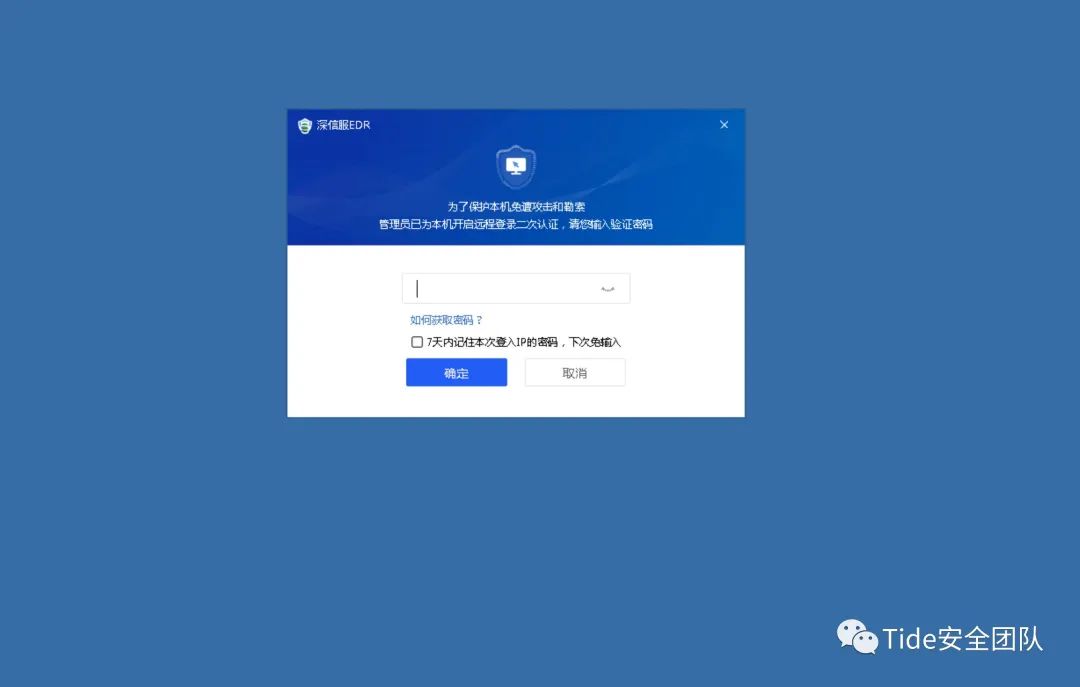 深信服EDR
为了保护本机免遭攻击和勒索
管理员已为本机开启远程登录二次认证，请您输入验证密码
如何获取密码？
7天内记住本次登入IP的密码，下次免输入
确定 取消
Tide安全团队